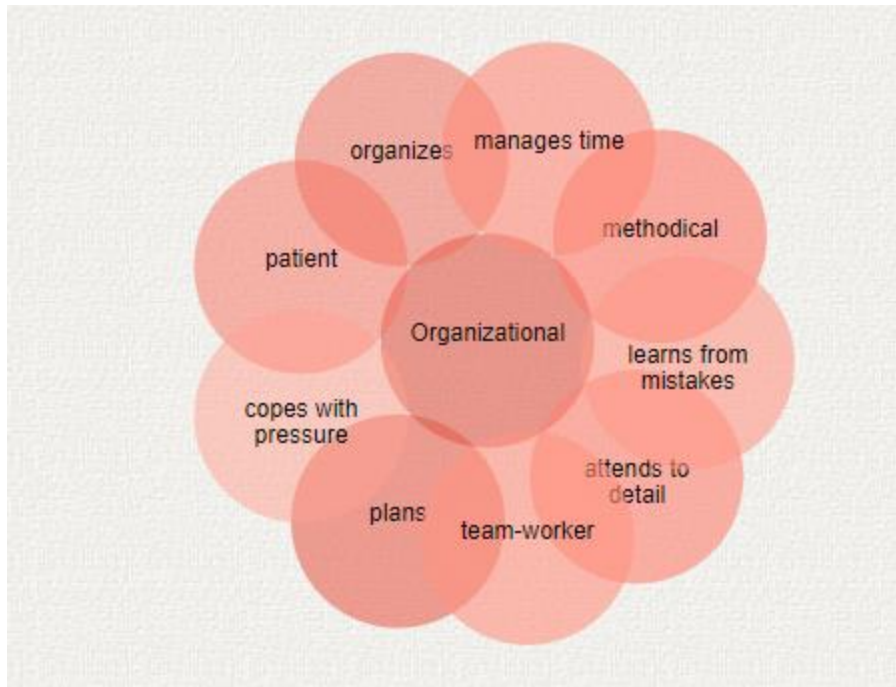 organizes
manages time
methodical
patient
Organizational
learns from
mistakes
copes with
pressure
attends to
detail
plans
team-worker